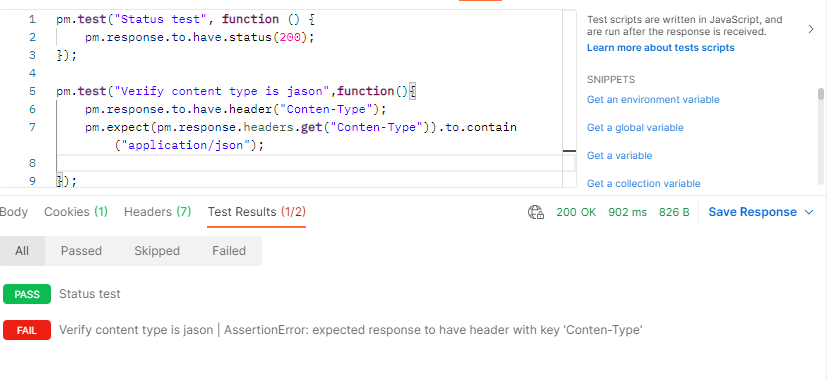 1 pm.test("Status test", function () {
2 pm.response.to.have.status(200);
3 });
4
5 pm.test("Verify content type is jason",function(){
6 pm.response.to.have.header("Conten-Type");
7 pm.expect(pm.response.headers.get("Conten-Type")).to.contain
("application/json");
8
9 });
Test scripts are written in JavaScript, and
are run after the response is received.
Learn more about tests scripts
SNIPPETS
Get an environment variable
Get a global variable
Get a variable
Get a collection variable
Body Cookies (1) Headers (7) Test Results (1/2) 200 OK 902 ms 826 B Save Response
All Passed Skipped Failed
PASS Status test
FAIL Verify content type is jason | AssertionError: expected response to have header with key 'Conten-Type'